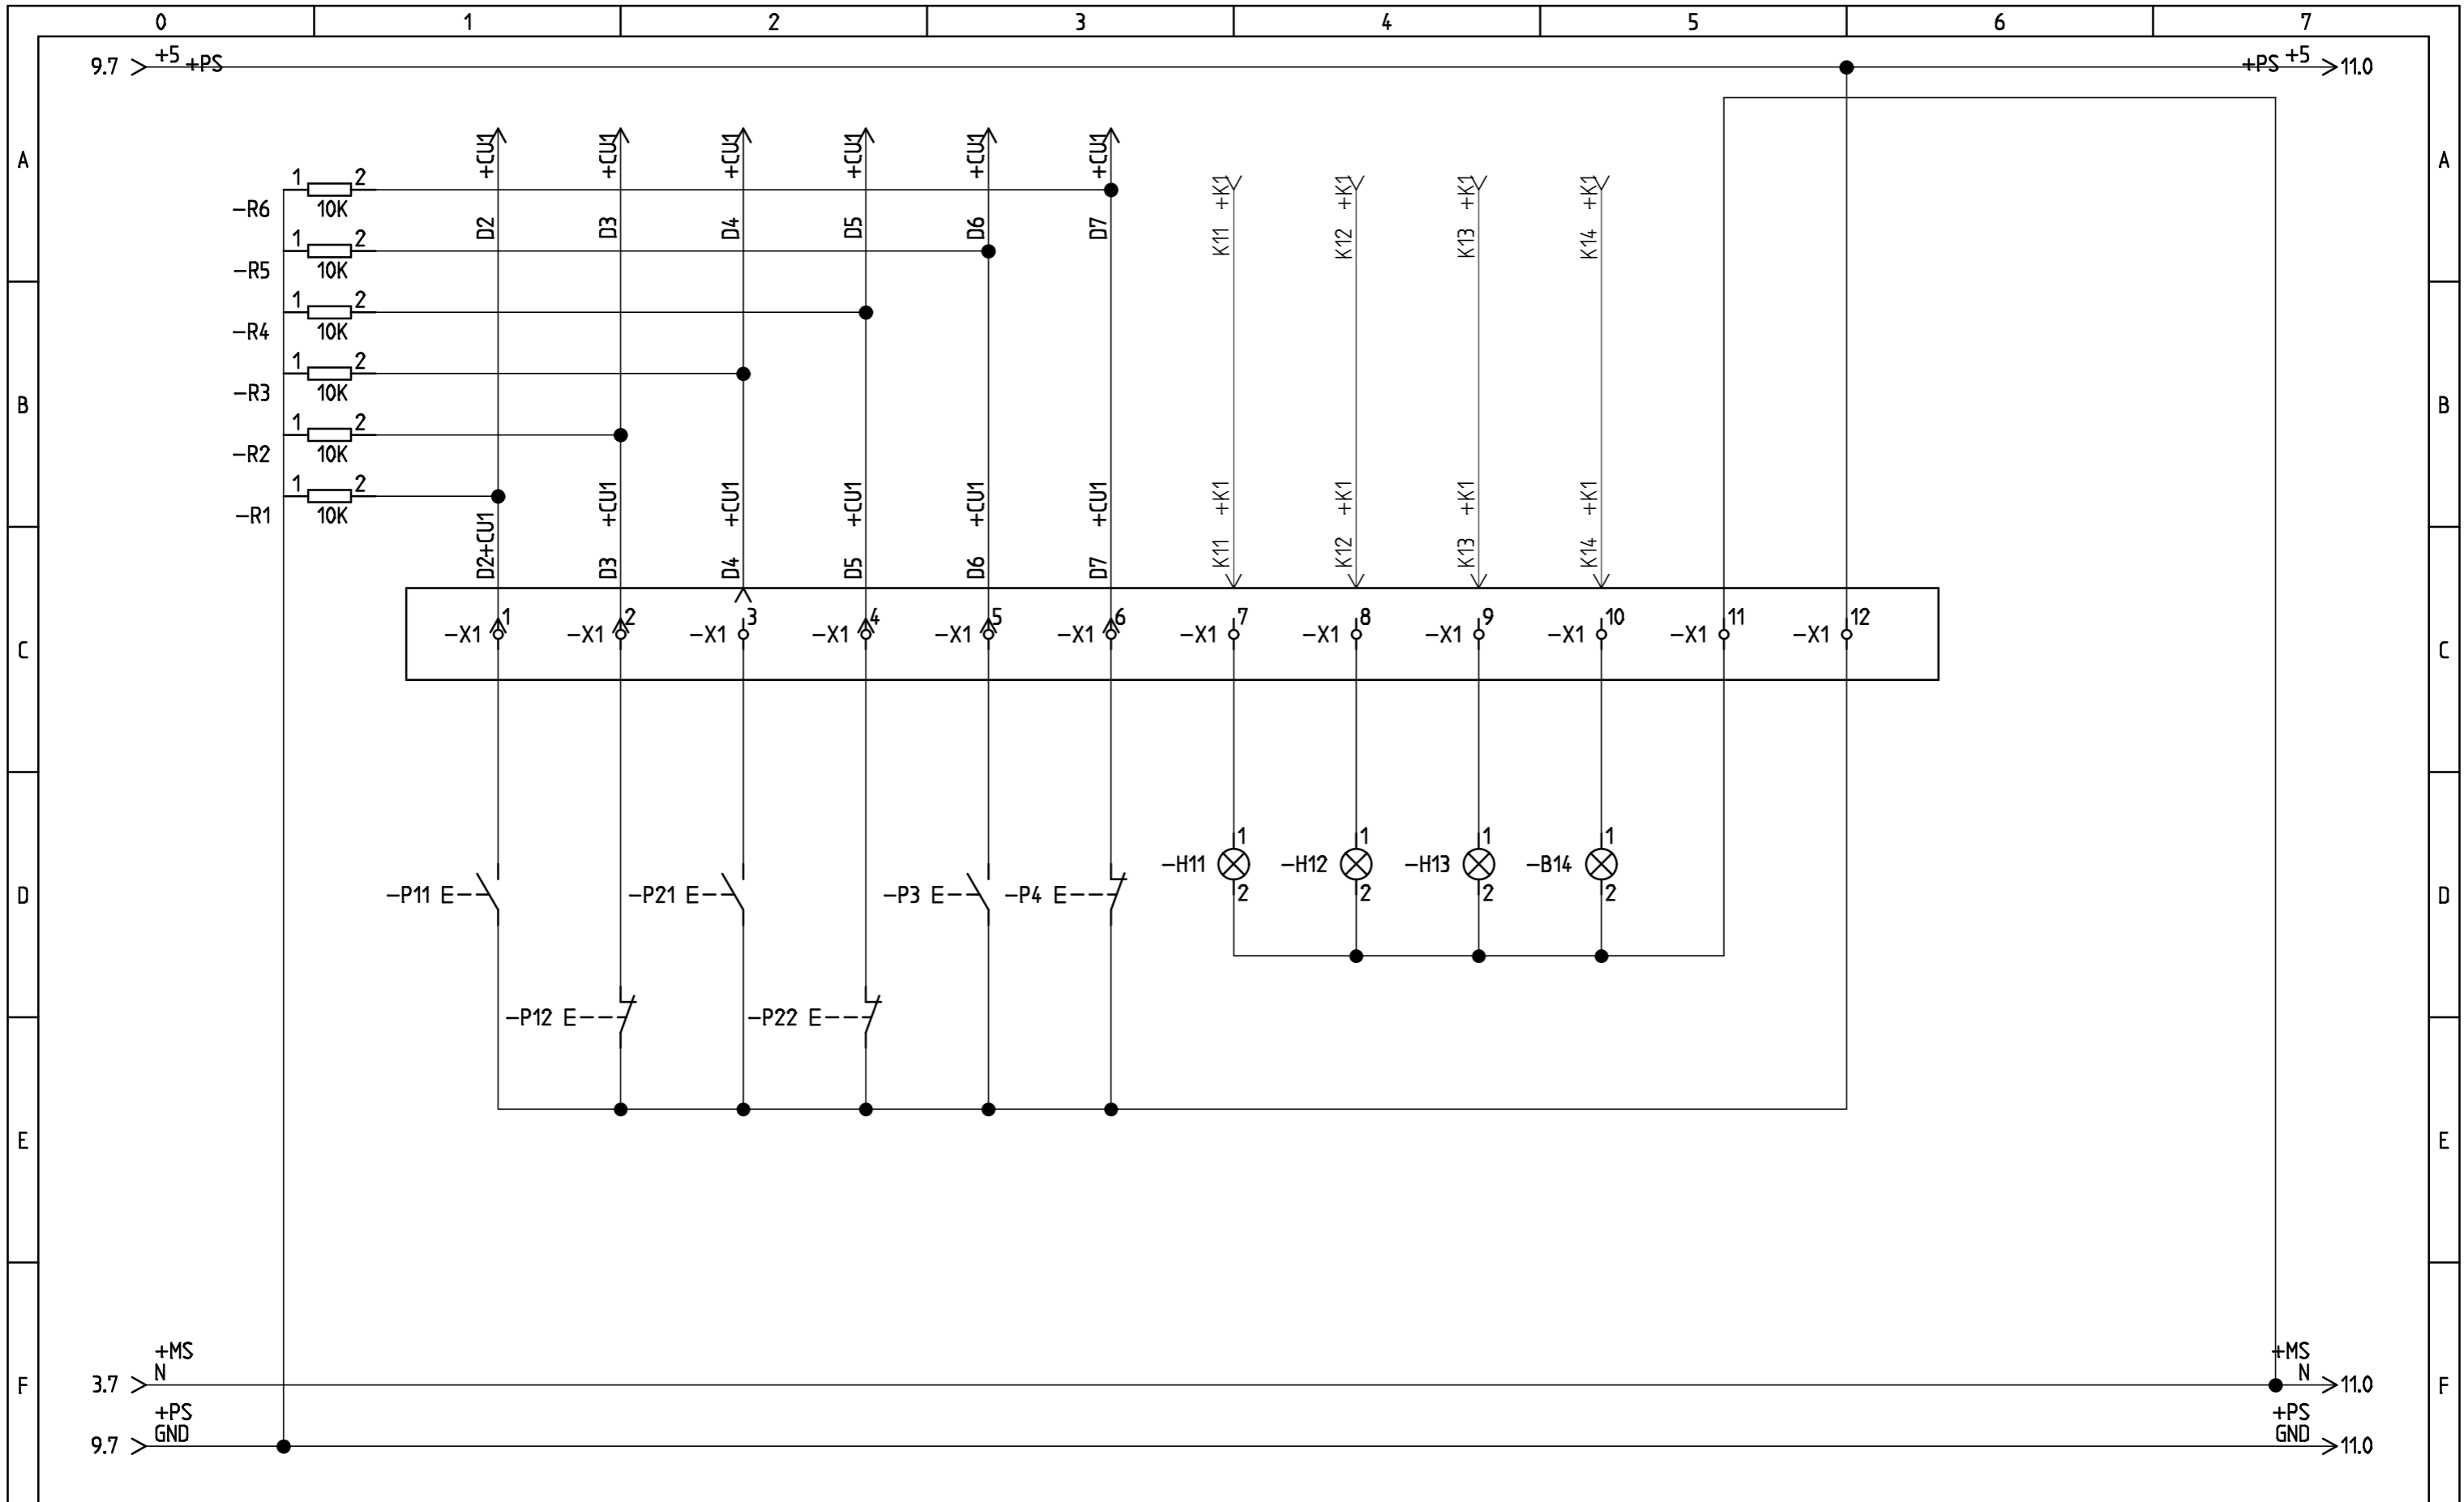 0 1 2 3 4 5 6 7
9.7 +5 +PS +PS +5 11.0
A A
+CU1 +CU1 +CU1 +CU1 +CU1 +CU1
+K1 +K1 +K1 +K1
1 2
-R6 10K
D2 D3 D4 D5 D6 D7
K11 K12 K13 K14
1 2
-R5 10K
1 2
-R4 10K
1 2
-R3 10K
B B
1 2
-R2 10K
1 2
-R1 10K
+CU1 +CU1 +CU1 +CU1 +CU1
+K1 +K1 +K1 +K1
D2+CU1 D3 D4 D5 D6 D7
K11 K12 K13 K14
-X1 1 -X1 2 -X1 3 -X1 4 -X1 5 -X1 6 -X1 7 -X1 8 -X1 9 -X1 10 -X1 11 -X1 12
C C
1 1 1 1
-H11 -H12 -H13 -B14
2 2 2 2
D -P11 -P21 -P3 -P4 D
-P12 -P22
E E
+MS +MS
3.7 N N 11.0
F F
+PS +PS
9.7 GND GND 11.0